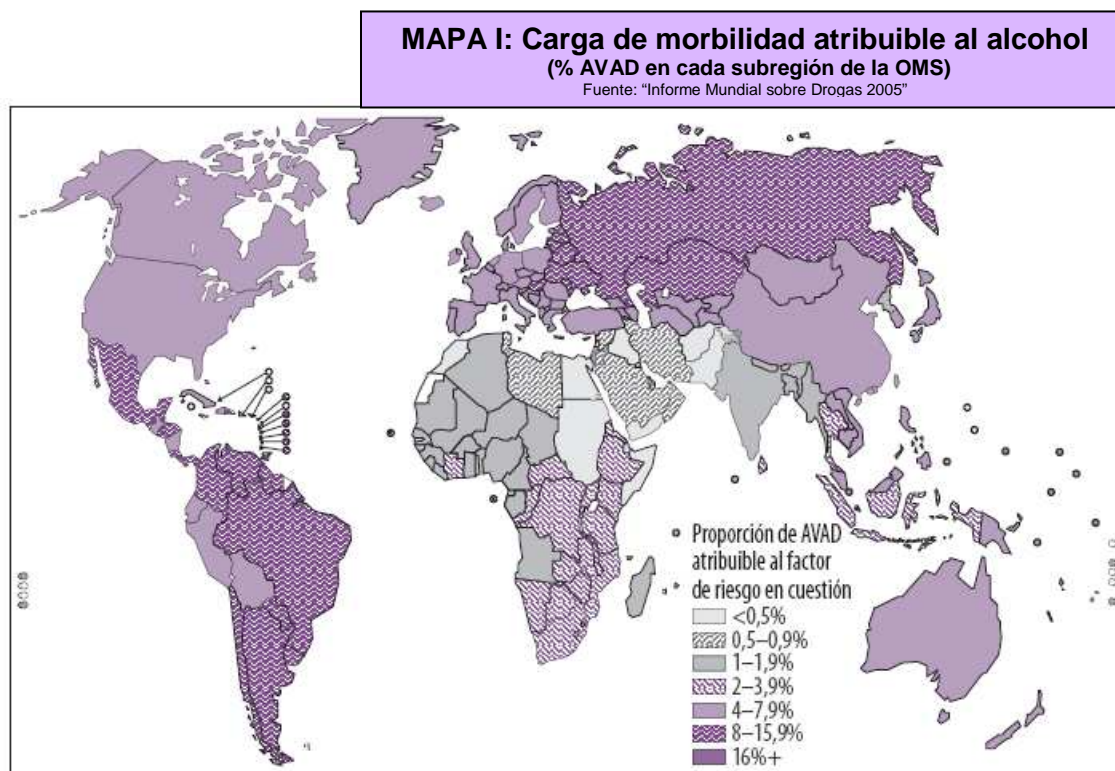 MAPA I: Carga de morbilidad atribuible al alcohol
(% AVAD en cada subregión de la OMS)
Fuente: “Informe Mundial sobre Drogas 2005”
Proporción de AVAD
atribuible al factor
de riesgo en cuestión
<0,5%
0,5–0,9%
1–1,9%
2–3,9%
4–7,9%
8–15,9%
16%+